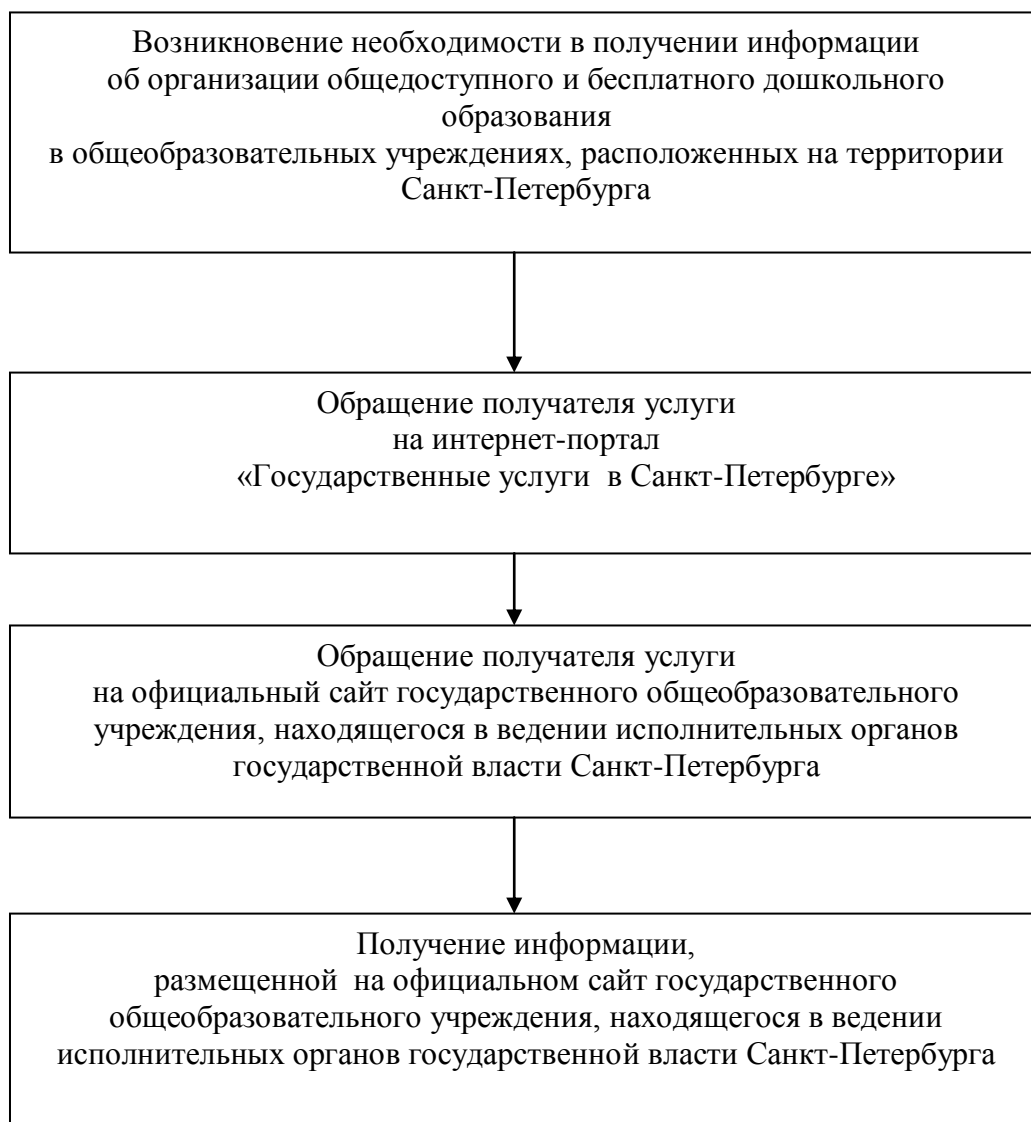 Возникновение необходимости в получении информации
об организации общедоступного и бесплатного дошкольного
образования
в общеобразовательных учреждениях, расположенных на территории
Санкт-Петербурга
Обращение получателя услуги
на интернет-портал
«Государственные услуги в Санкт-Петербурге»
Обращение получателя услуги
на официальный сайт государственного общеобразовательного
учреждения, находящегося в ведении исполнительных органов
государственной власти Санкт-Петербурга
Получение информации,
размещенной на официальном сайт государственного
общеобразовательного учреждения, находящегося в ведении
исполнительных органов государственной власти Санкт-Петербурга